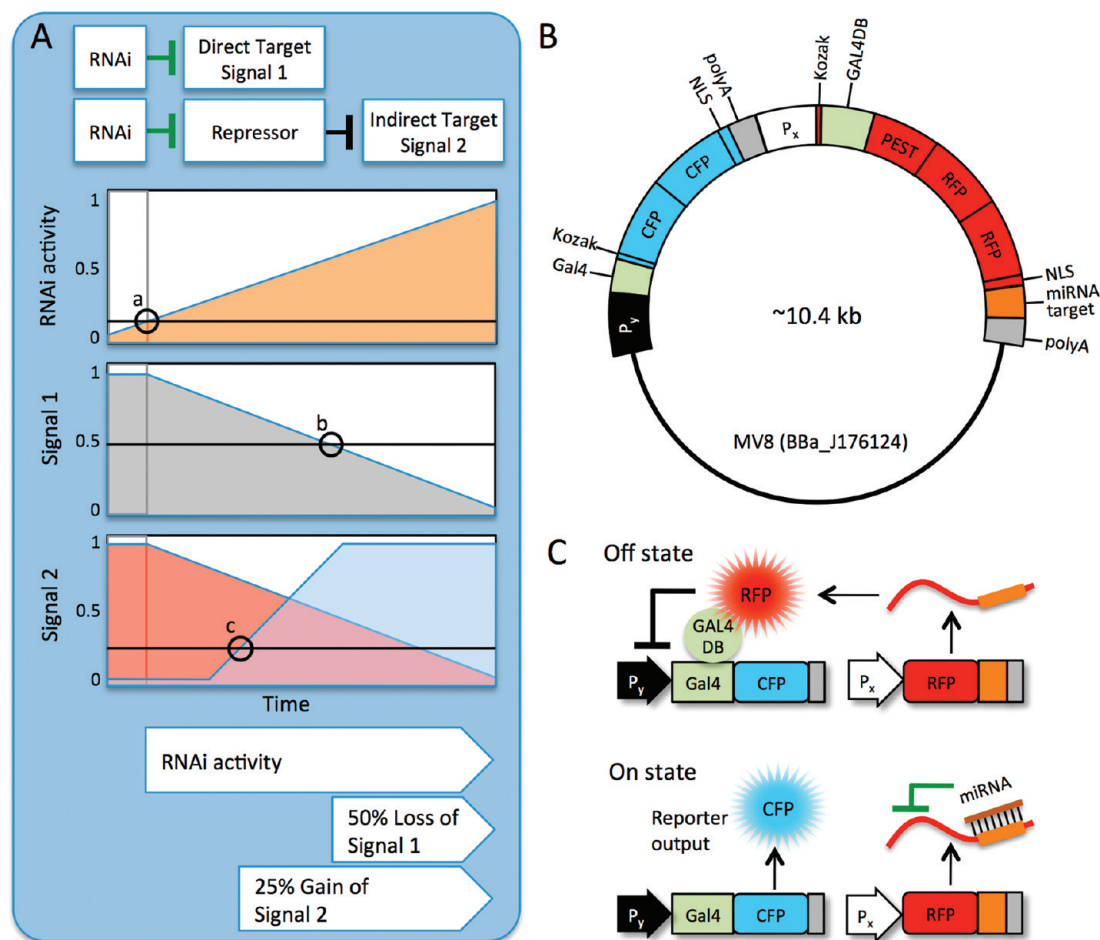 A
RNAi
Direct Target
Signal 1
RNAi
Repressor
Indirect Target
Signal 2
RNAi activity
1
0.5
0
a
Signal 1
1
0.5
0
b
Signal 2
1
0.5
0
c
Time
RNAi activity
50% Loss of
Signal 1
25% Gain of
Signal 2
B
Py
Gal4
Kozak
CFP
CFP
NLS
polyA
Px
Kozak
GAL4DB
PEST
RFP
RFP
NLS
miRNA
target
polyA
~10.4 kb
MV8 (BBa_J176124)
C
Off state
RFP
GAL4
DB
Py
Gal4
CFP
Px
RFP
On state
Reporter
output
CFP
miRNA
Py
Gal4
CFP
Px
RFP